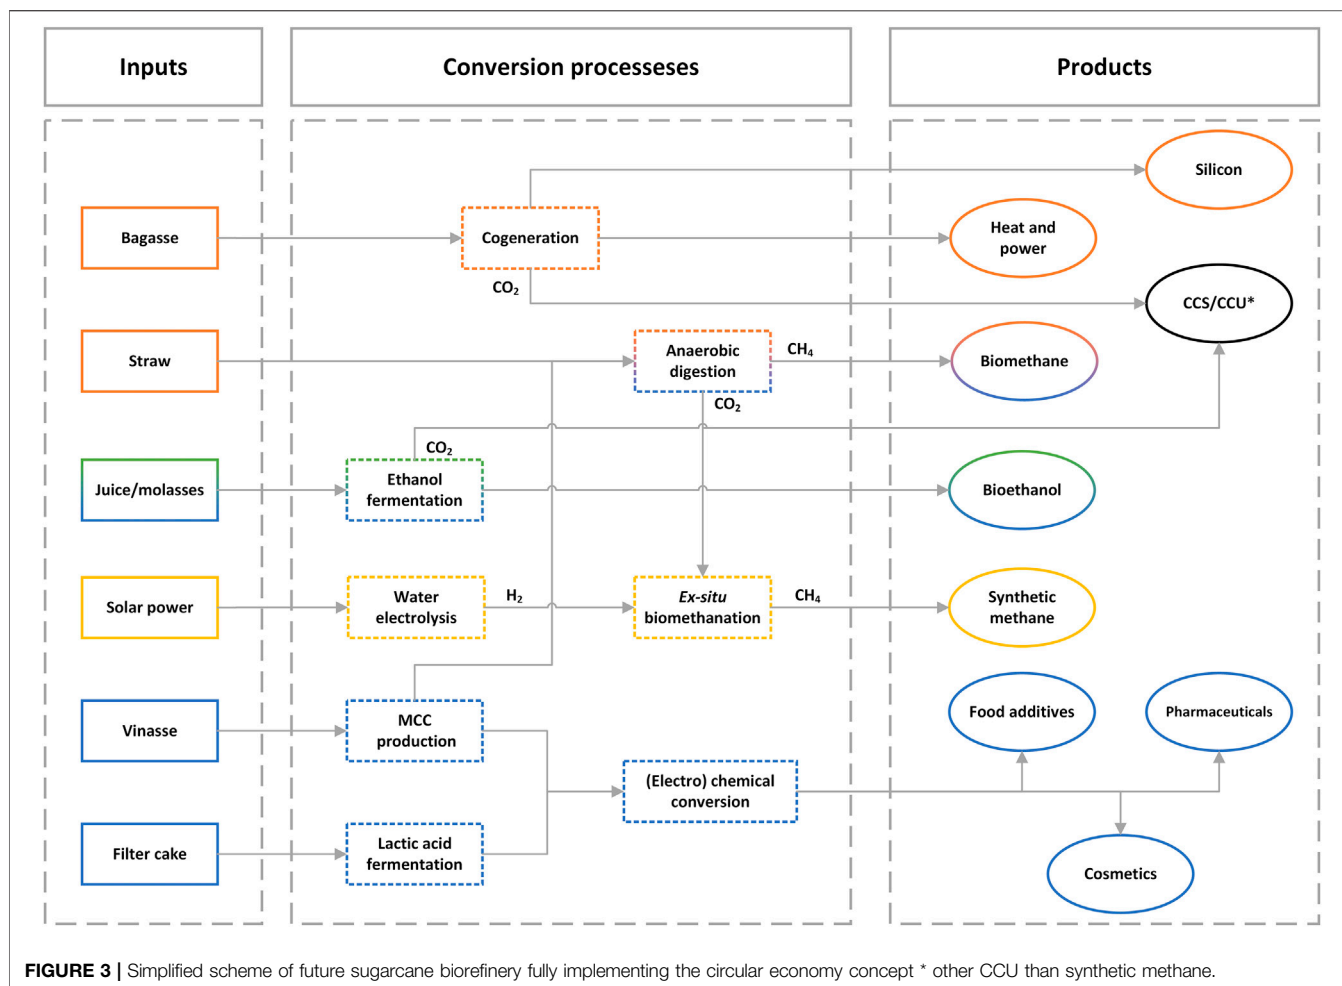 Inputs
Conversion processeses
Products
Silicon
Bagasse
Cogeneration
Heat and
power
CO₂
CCS/CCU*
Straw
Anaerobic
digestion
CH₄
Biomethane
CO₂
CO₂
Juice/molasses
Ethanol
fermentation
Bioethanol
Solar power
Water
electrolysis
H₂
Ex-situ
biomethanation
CH₄
Synthetic
methane
Vinasse
MCC
production
Food additives
Pharmaceuticals
(Electro) chemical
conversion
Filter cake
Lactic acid
fermentation
Cosmetics
FIGURE 3 | Simplified scheme of future sugarcane biorefinery fully implementing the circular economy concept * other CCU than synthetic methane.